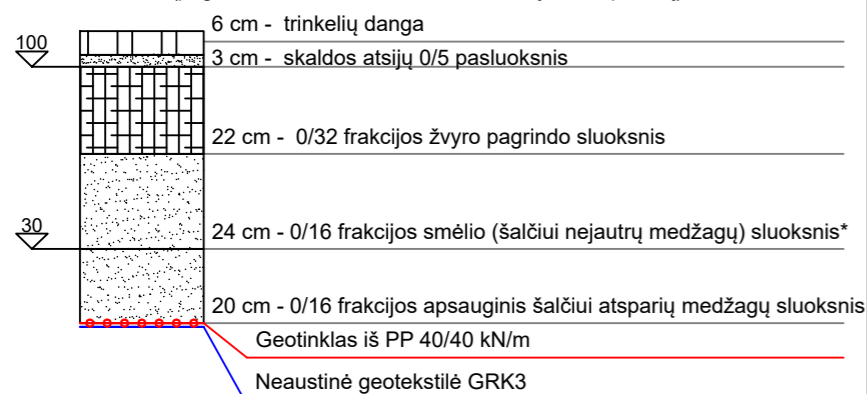 6 cm - trinkelių danga
100
3 cm - skaldos atsijų 0/5 pasluoksnis
22 cm - 0/32 frakcijos žvyro pagrindo sluoksnis
30
24 cm - 0/16 frakcijos smėlio (šalčiui nejautrų medžagų) sluoksnis*
20 cm - 0/16 frakcijos apsauginis šalčiui atsparių medžagų sluoksnis
Geotinklas iš PP 40/40 kN/m
Neaustinė geotekstilė GRK3